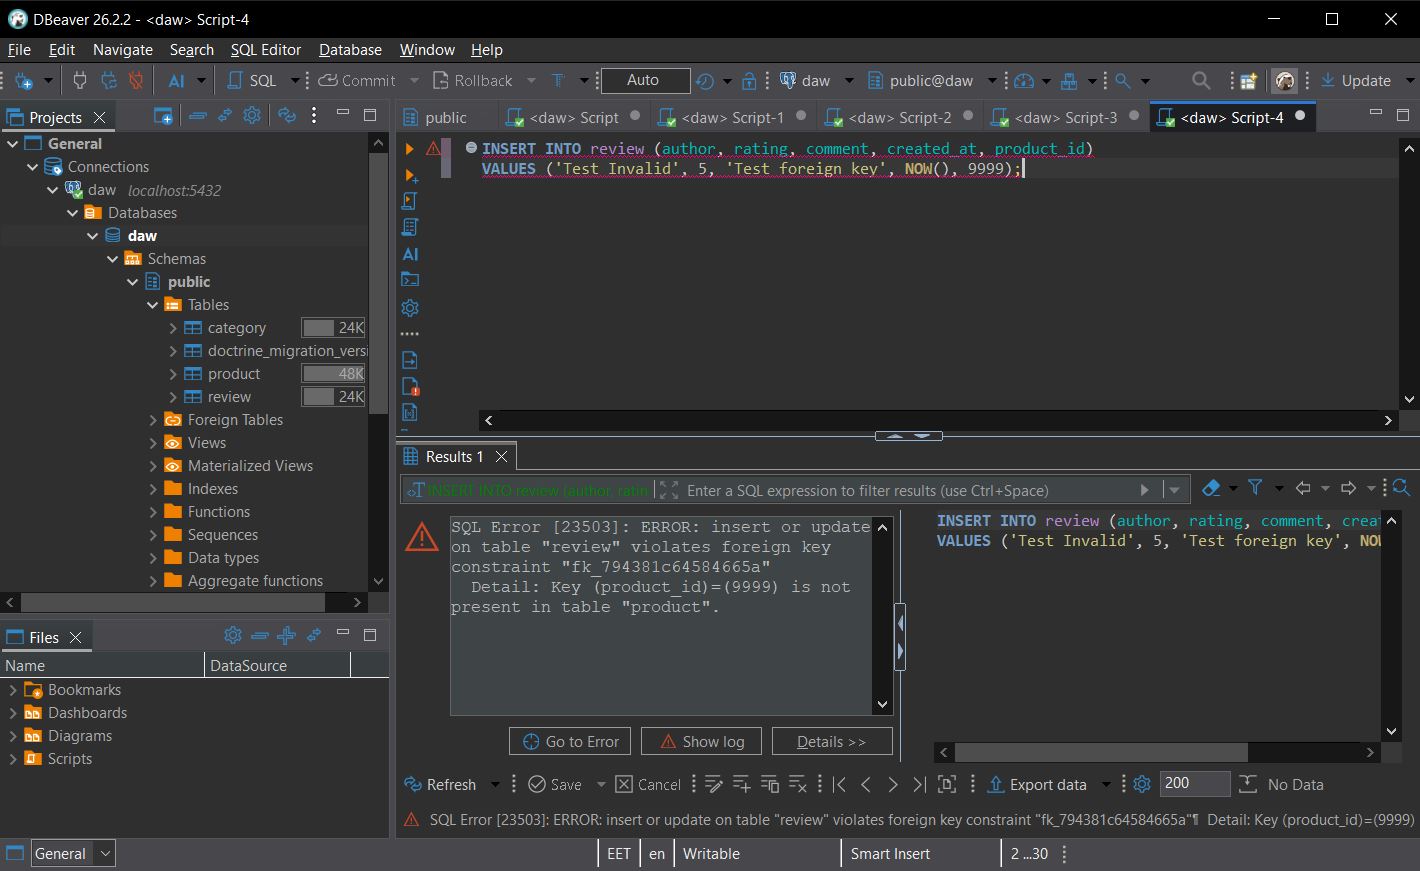 DBeaver 26.2.2 - <daw> Script-4
File Edit Navigate Search SQL Editor Database Window Help
AI SQL Commit Rollback T Auto daw public@daw Update
Projects
General
Connections
daw localhost:5432
Databases
daw
Schemas
public
Tables
category 24K
doctrine_migration_versi
product 48K
review 24K
Foreign Tables
Views
Materialized Views
Indexes
Functions
Sequences
Data types
Aggregate functions
Files
Name DataSource
Bookmarks
Dashboards
Diagrams
Scripts
public <daw> Script <daw> Script-1 <daw> Script-2 <daw> Script-3 <daw> Script-4
INSERT INTO review (author, rating, comment, created_at, product_id)
VALUES ('Test Invalid', 5, 'Test foreign key', NOW(), 9999);
AI
Results 1
INSERT INTO review (author, ratin Enter a SQL expression to filter results (use Ctrl+Space)
SQL Error [23503]: ERROR: insert or update
on table "review" violates foreign key
constraint "fk_794381c64584665a"
Detail: Key (product_id)=(9999) is not
present in table "product".
Go to Error Show log Details >>
INSERT INTO review (author, rating, comment, crea
VALUES ('Test Invalid', 5, 'Test foreign key', NOW
Refresh Save Cancel Export data 200 No Data
SQL Error [23503]: ERROR: insert or update on table "review" violates foreign key constraint "fk_794381c64584665a"¶ Detail: Key (product_id)=(9999)
General EET en Writable Smart Insert 2 ...30